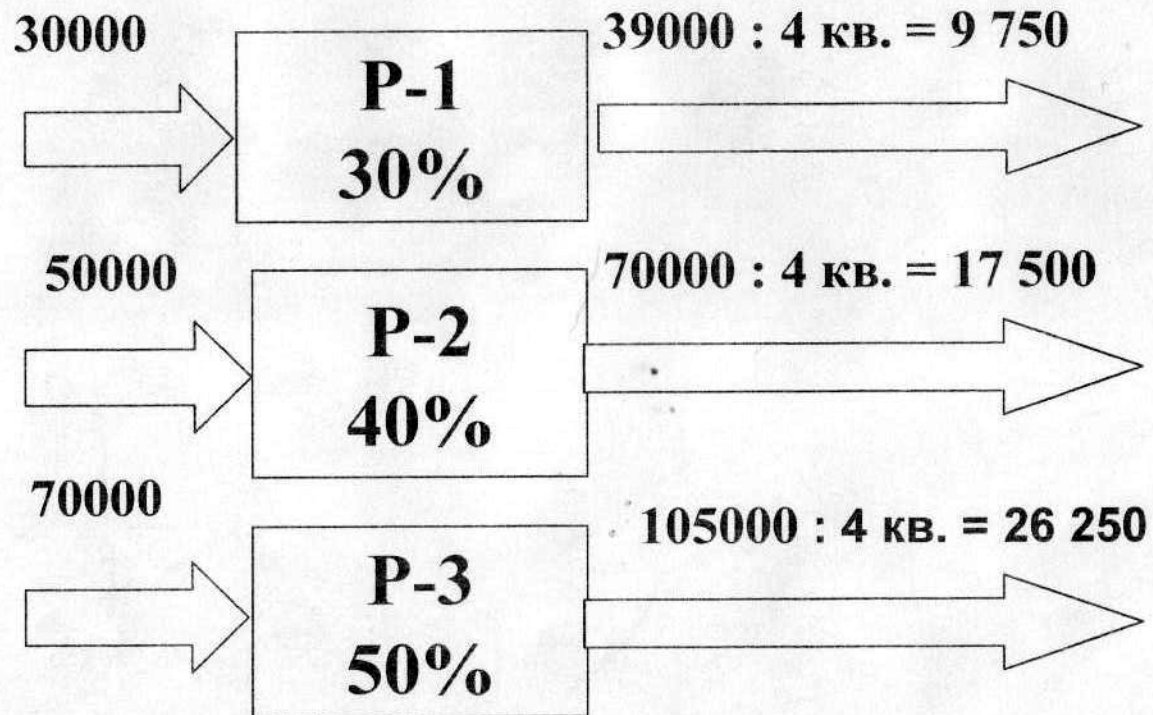 30000
39000 : 4 кв. = 9 750
Р-1
30%
50000
70000 : 4 кв. = 17 500
Р-2
40%
70000
105000 : 4 кв. = 26 250
Р-3
50%